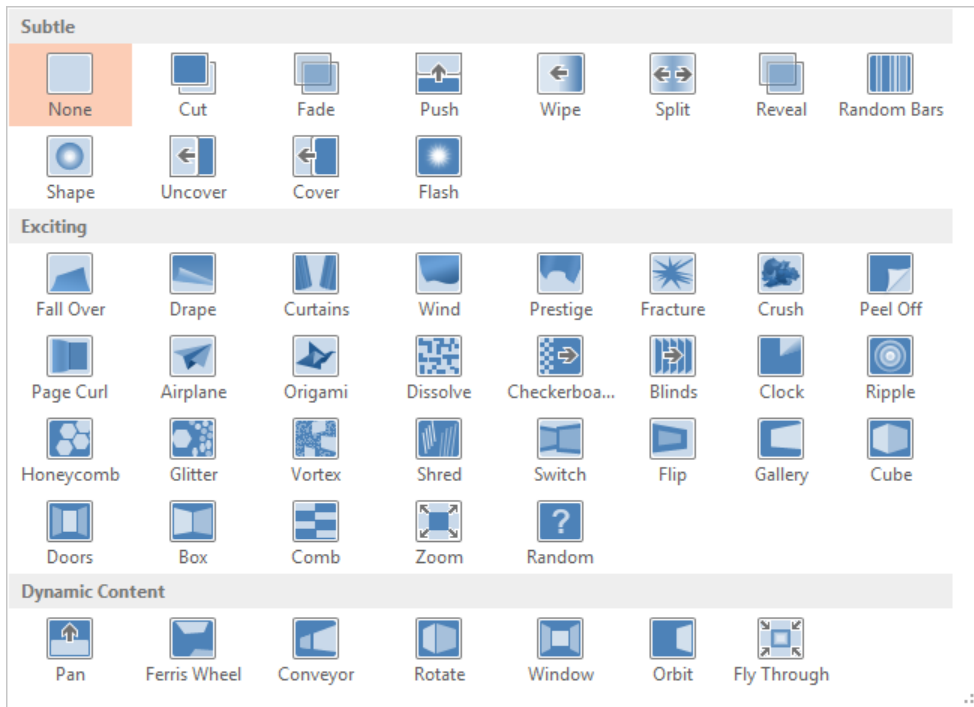 Subtle
None Cut Fade Push Wipe Split Reveal Random Bars
Shape Uncover Cover Flash
Exciting
Fall Over Drape Curtains Wind Prestige Fracture Crush Peel Off
Page Curl Airplane Origami Dissolve Checkerboa... Blinds Clock Ripple
Honeycomb Glitter Vortex Shred Switch Flip Gallery Cube
?
Doors Box Comb Zoom Random
Dynamic Content
Pan Ferris Wheel Conveyor Rotate Window Orbit Fly Through